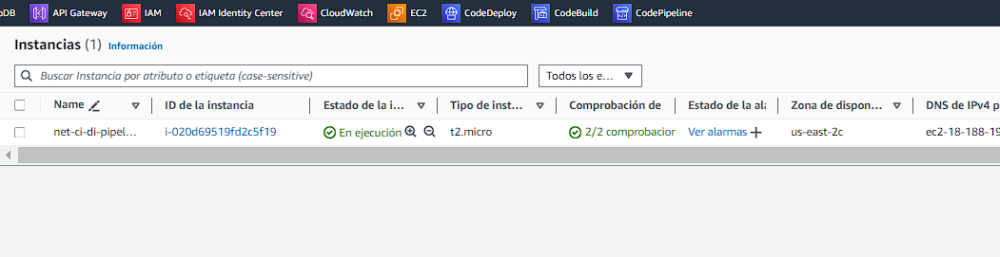 oDB API Gateway IAM IAM Identity Center CloudWatch EC2 CodeDeploy CodeBuild CodePipeline
Instancias (1) Información
Buscar Instancia por atributo o etiqueta (case-sensitive) Todos los e...
Name ID de la instancia Estado de la i... Tipo de inst... Comprobación de Estado de la ala Zona de dispon... DNS de IPv4 p
net-ci-di-pipel... i-020d69519fd2c5f19 En ejecución t2.micro 2/2 comprobacior Ver alarmas us-east-2c ec2-18-188-19